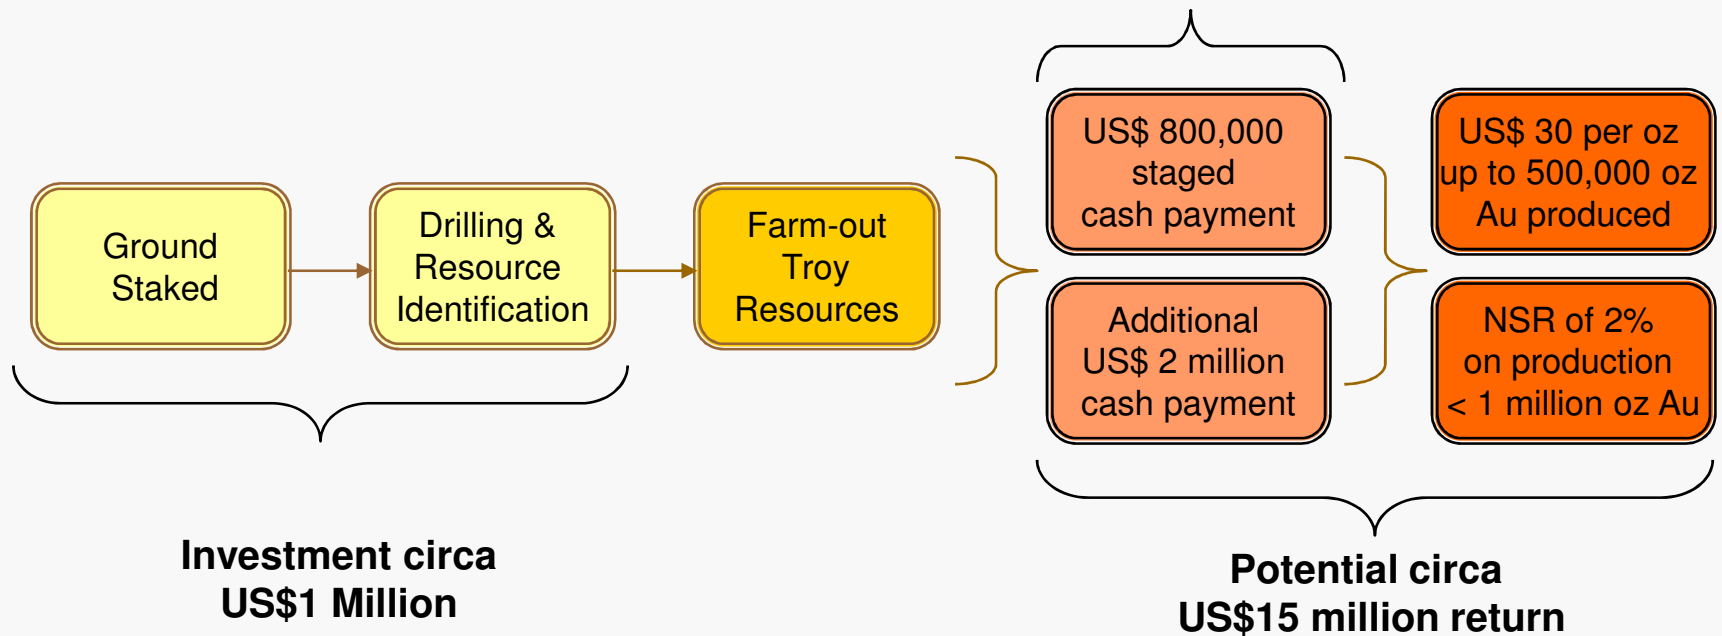 Ground
Staked
Drilling &
Resource
Identification
Farm-out
Troy
Resources
US$ 800,000
staged
cash payment
Additional
US$ 2 million
cash payment
US$ 30 per oz
up to 500,000 oz
Au produced
NSR of 2%
on production
< 1 million oz Au
Investment circa
US$1 Million
Potential circa
US$15 million return